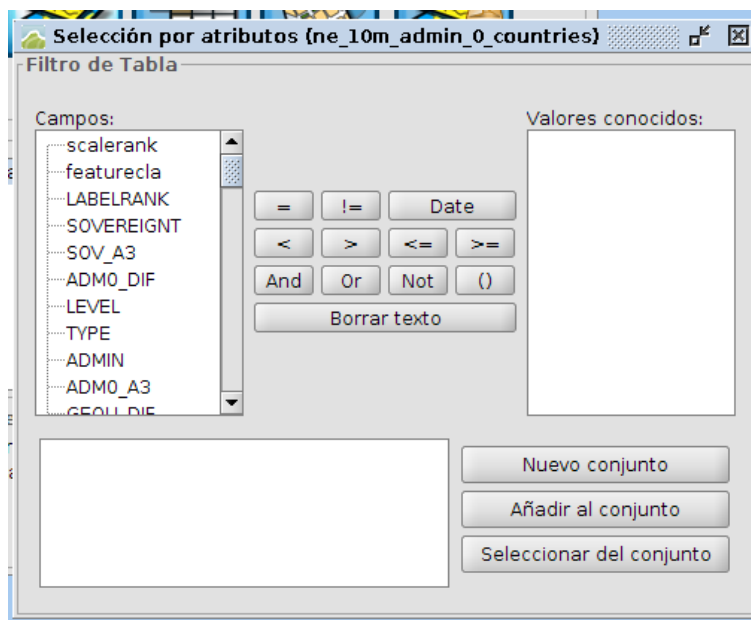 Selección por atributos (ne_10m_admin_0_countries)
Filtro de Tabla
Campos:
scalerank
featurecla
LABELRANK
SOVEREIGNT
SOV_A3
ADM0_DIF
LEVEL
TYPE
ADMIN
ADM0_A3
GEOU_DIF
= != Date
< > <= >=
And Or Not ()
Borrar texto
Valores conocidos:
Nuevo conjunto
Añadir al conjunto
Seleccionar del conjunto